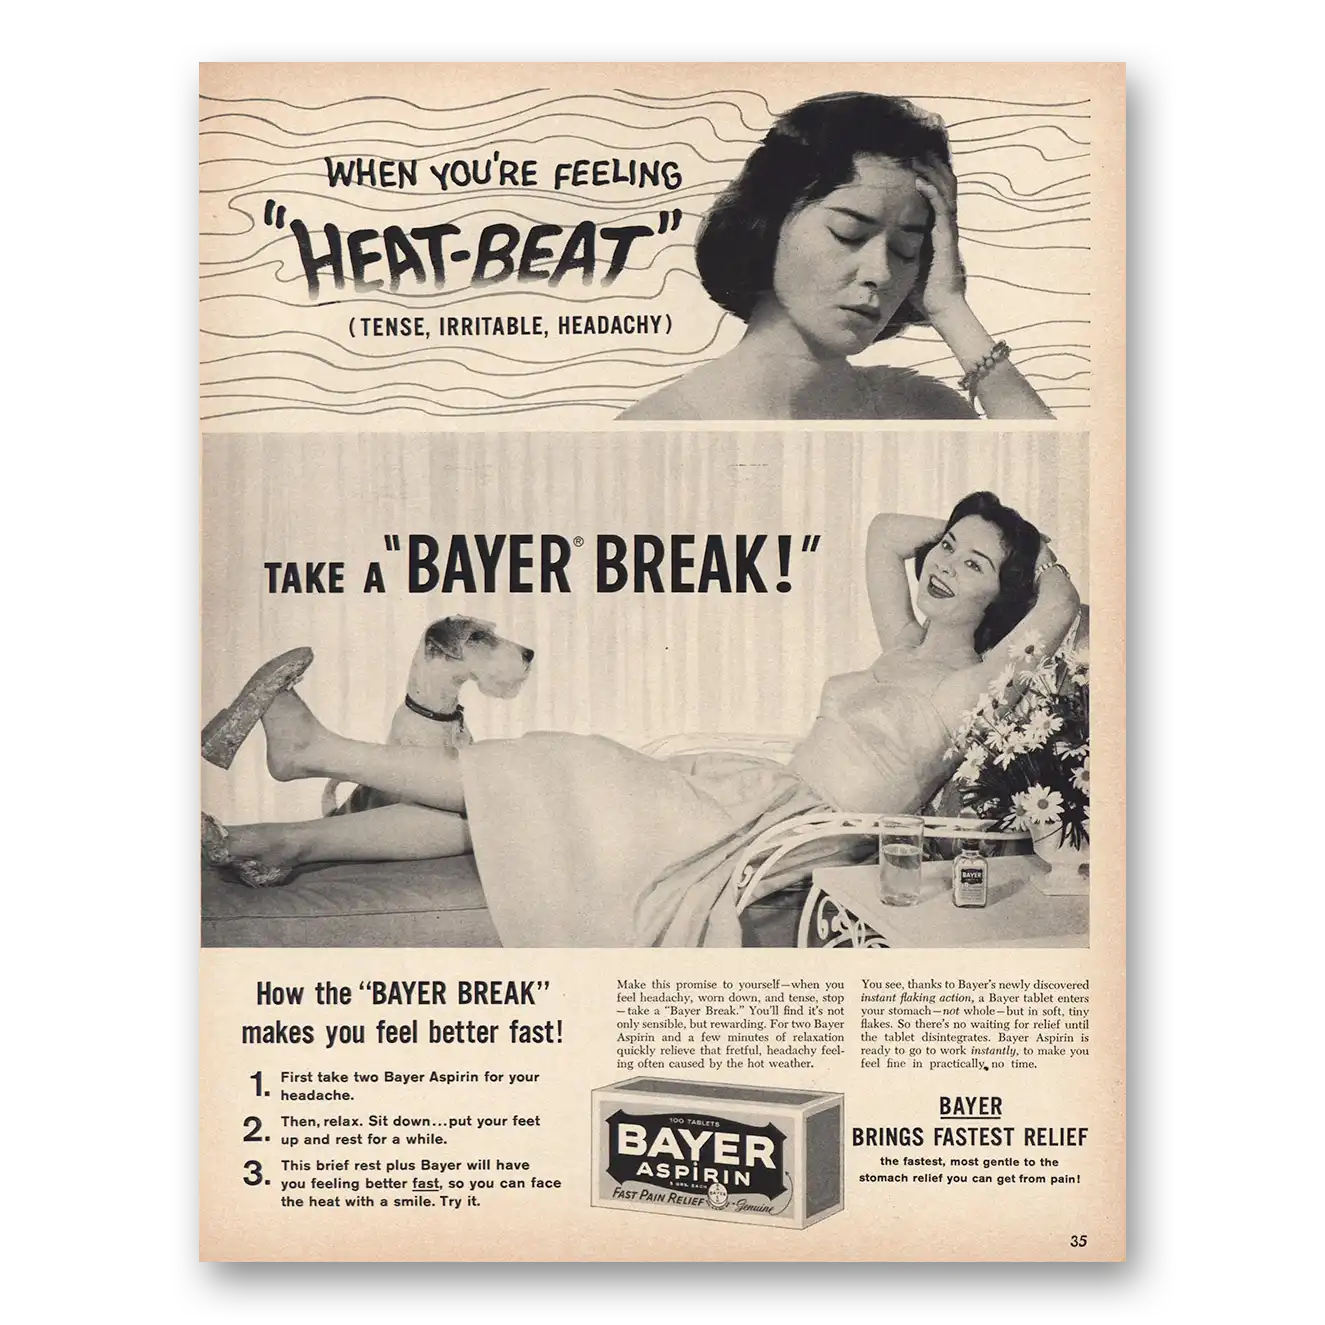 WHEN YOU'RE FEELING
"HEAT-BEAT"
(TENSE, IRRITABLE, HEADACHY)
TAKE A "BAYER® BREAK!"
BAYER
How the "BAYER BREAK"
makes you feel better fast!
1. First take two Bayer Aspirin for your
headache.
2. Then, relax. Sit down...put your feet
up and rest for a while.
3. This brief rest plus Bayer will have
you feeling better fast, so you can face
the heat with a smile. Try it.
Make this promise to yourself—when you
feel headachy, worn down, and tense, stop
—take a "Bayer Break." You'll find it's not
only sensible, but rewarding. For two Bayer
Aspirin and a few minutes of relaxation
quickly relieve that fretful, headachy feel-
ing often caused by the hot weather.
You see, thanks to Bayer's newly discovered
instant flaking action, a Bayer tablet enters
your stomach—not whole—but in soft, tiny
flakes. So there's no waiting for relief until
the tablet disintegrates. Bayer Aspirin is
ready to go to work instantly, to make you
feel fine in practically no time.
100 TABLETS
BAYER
ASPIRIN
5 GRS. EACH
FAST PAIN RELIEF
BAYER
Genuine
BAYER
BRINGS FASTEST RELIEF
the fastest, most gentle to the
stomach relief you can get from pain!
35